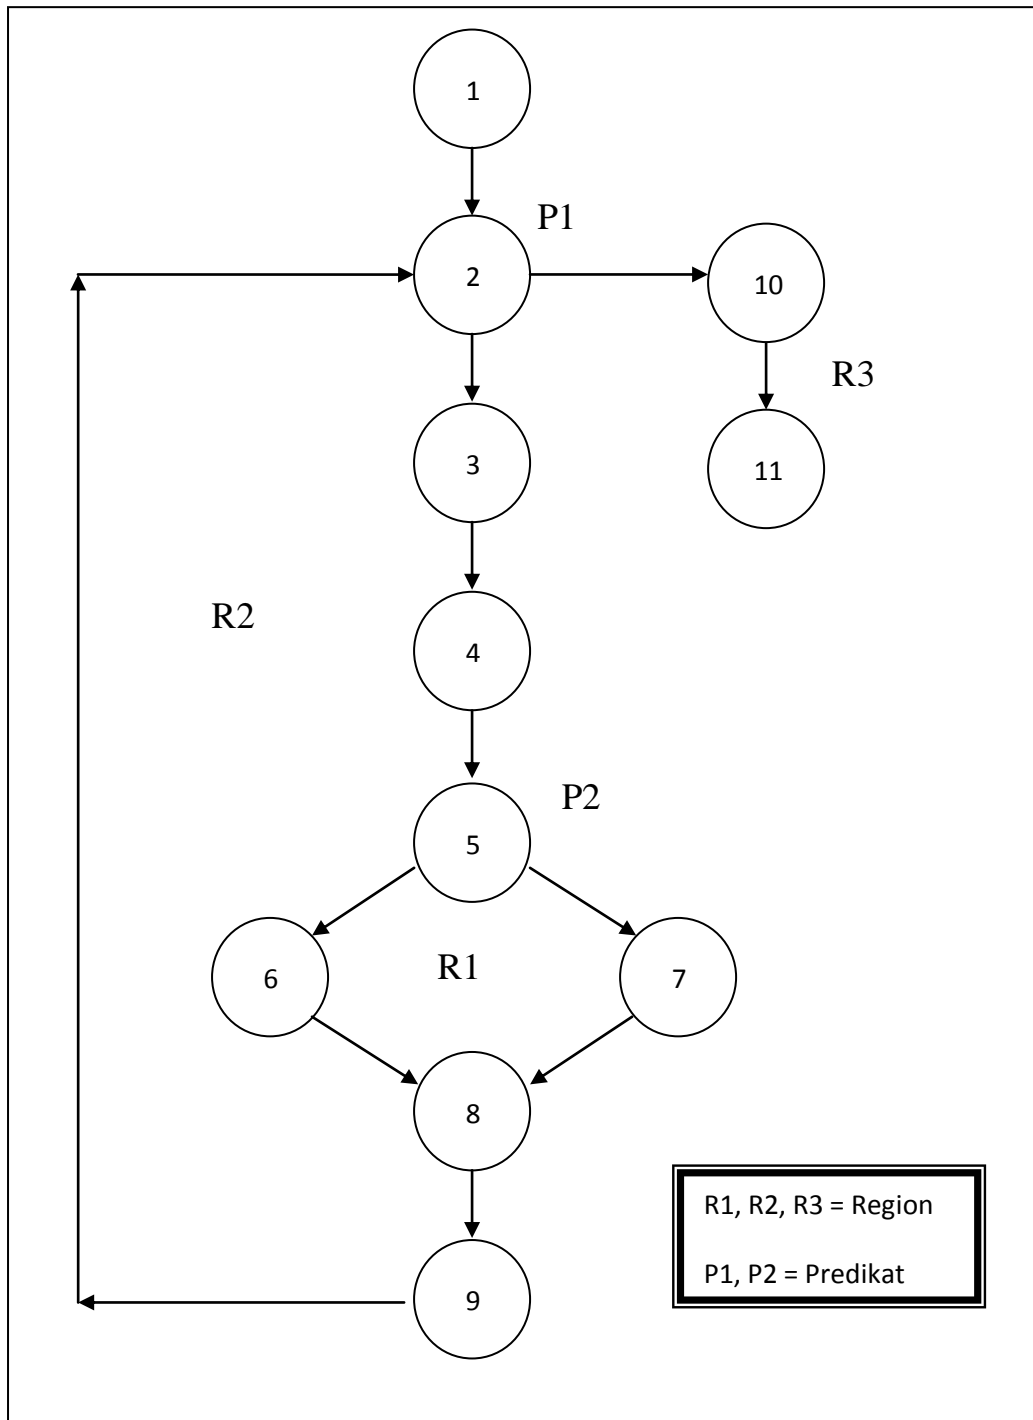 1
P1
2
10
R3
3
11
R2
4
P2
5
R1
6
7
8
R1, R2, R3 = Region
P1, P2 = Predikat
9